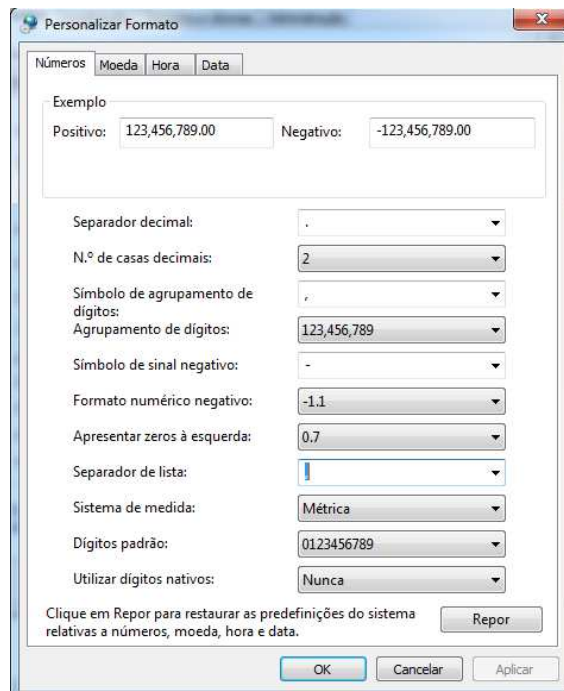 Personalizar Formato
Números Moeda Hora Data
Exemplo
Positivo: 123,456,789.00 Negativo: -123,456,789.00
Separador decimal: .
N.º de casas decimais: 2
Símbolo de agrupamento de
dígitos: ,
Agrupamento de dígitos: 123,456,789
Símbolo de sinal negativo: -
Formato numérico negativo: -1.1
Apresentar zeros à esquerda: 0.7
Separador de lista:
Sistema de medida: Métrica
Dígitos padrão: 0123456789
Utilizar dígitos nativos: Nunca
Clique em Repor para restaurar as predefinições do sistema
relativas a números, moeda, hora e data.
Repor
OK Cancelar Aplicar